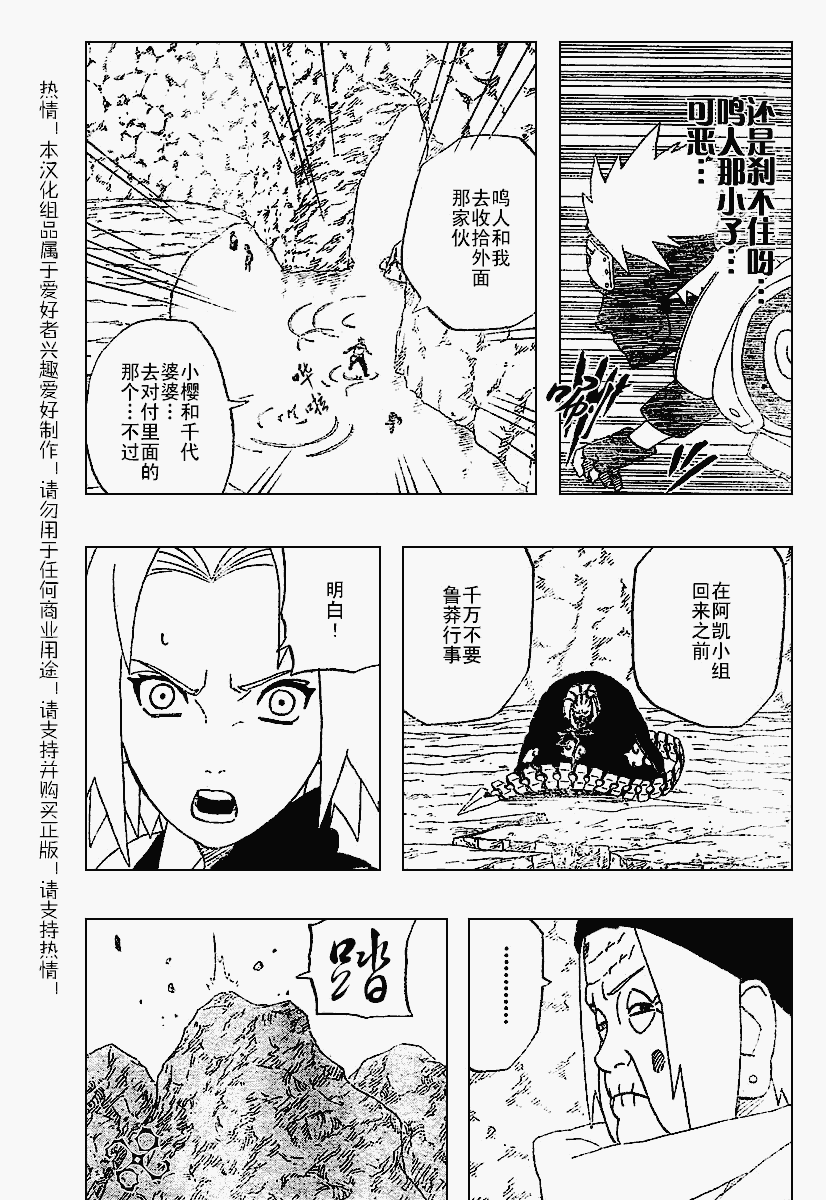 还是刹不住呀…
鸣人那小子…
可恶…
鸣人和我
去收拾外面
那家伙
哗
啦
小樱和千代
婆婆…
去对付里面的
那个…不过
在阿凯小组
回来之前
千万不要
鲁莽行事
明白！
…………
踏
热情！本汉化组品属于爱好者兴趣爱好制作！请勿用于任何商业用途！请支持并购买正版！请支持热情！